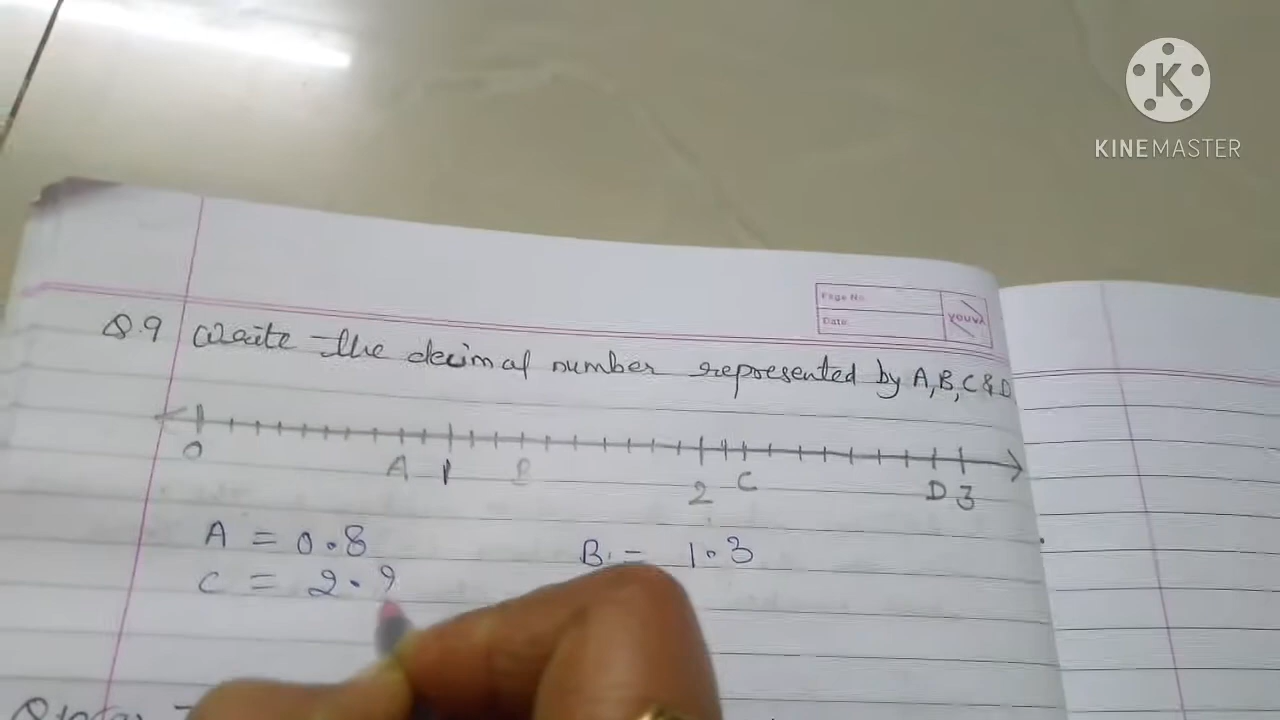 KINEMASTER
Page No.
Date
YOUVA
Q.9 Write the decimal number represented by A, B, C & D
0 A 1 B 2 C D 3
A = 0.8 B = 1.3
C = 2.